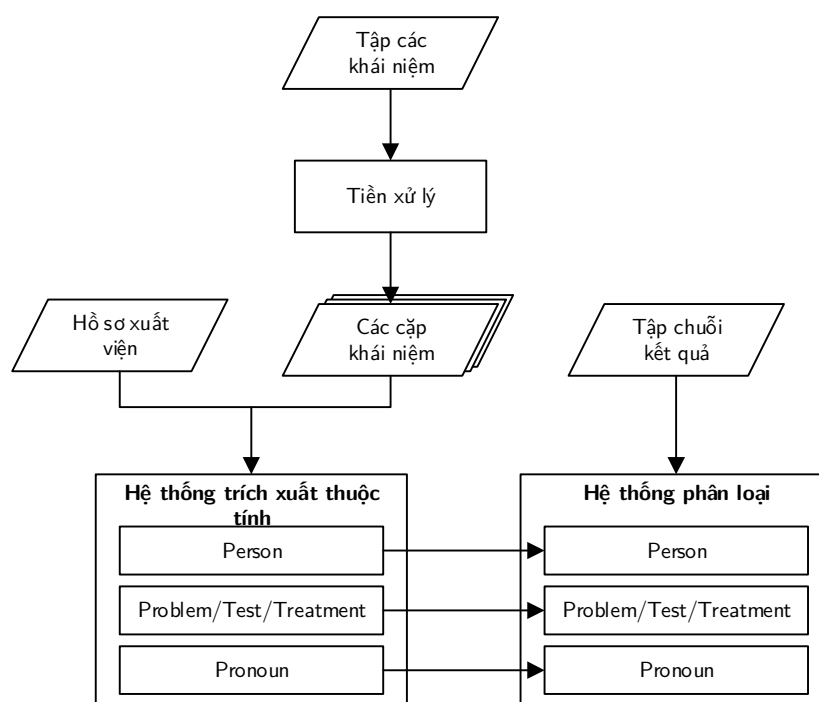 Tập các
khái niệm
Tiền xử lý
Hồ sơ xuất
viện
Các cặp
khái niệm
Tập chuỗi
kết quả
Hệ thống trích xuất thuộc
tính
Person
Problem/Test/Treatment
Pronoun
Hệ thống phân loại
Person
Problem/Test/Treatment
Pronoun